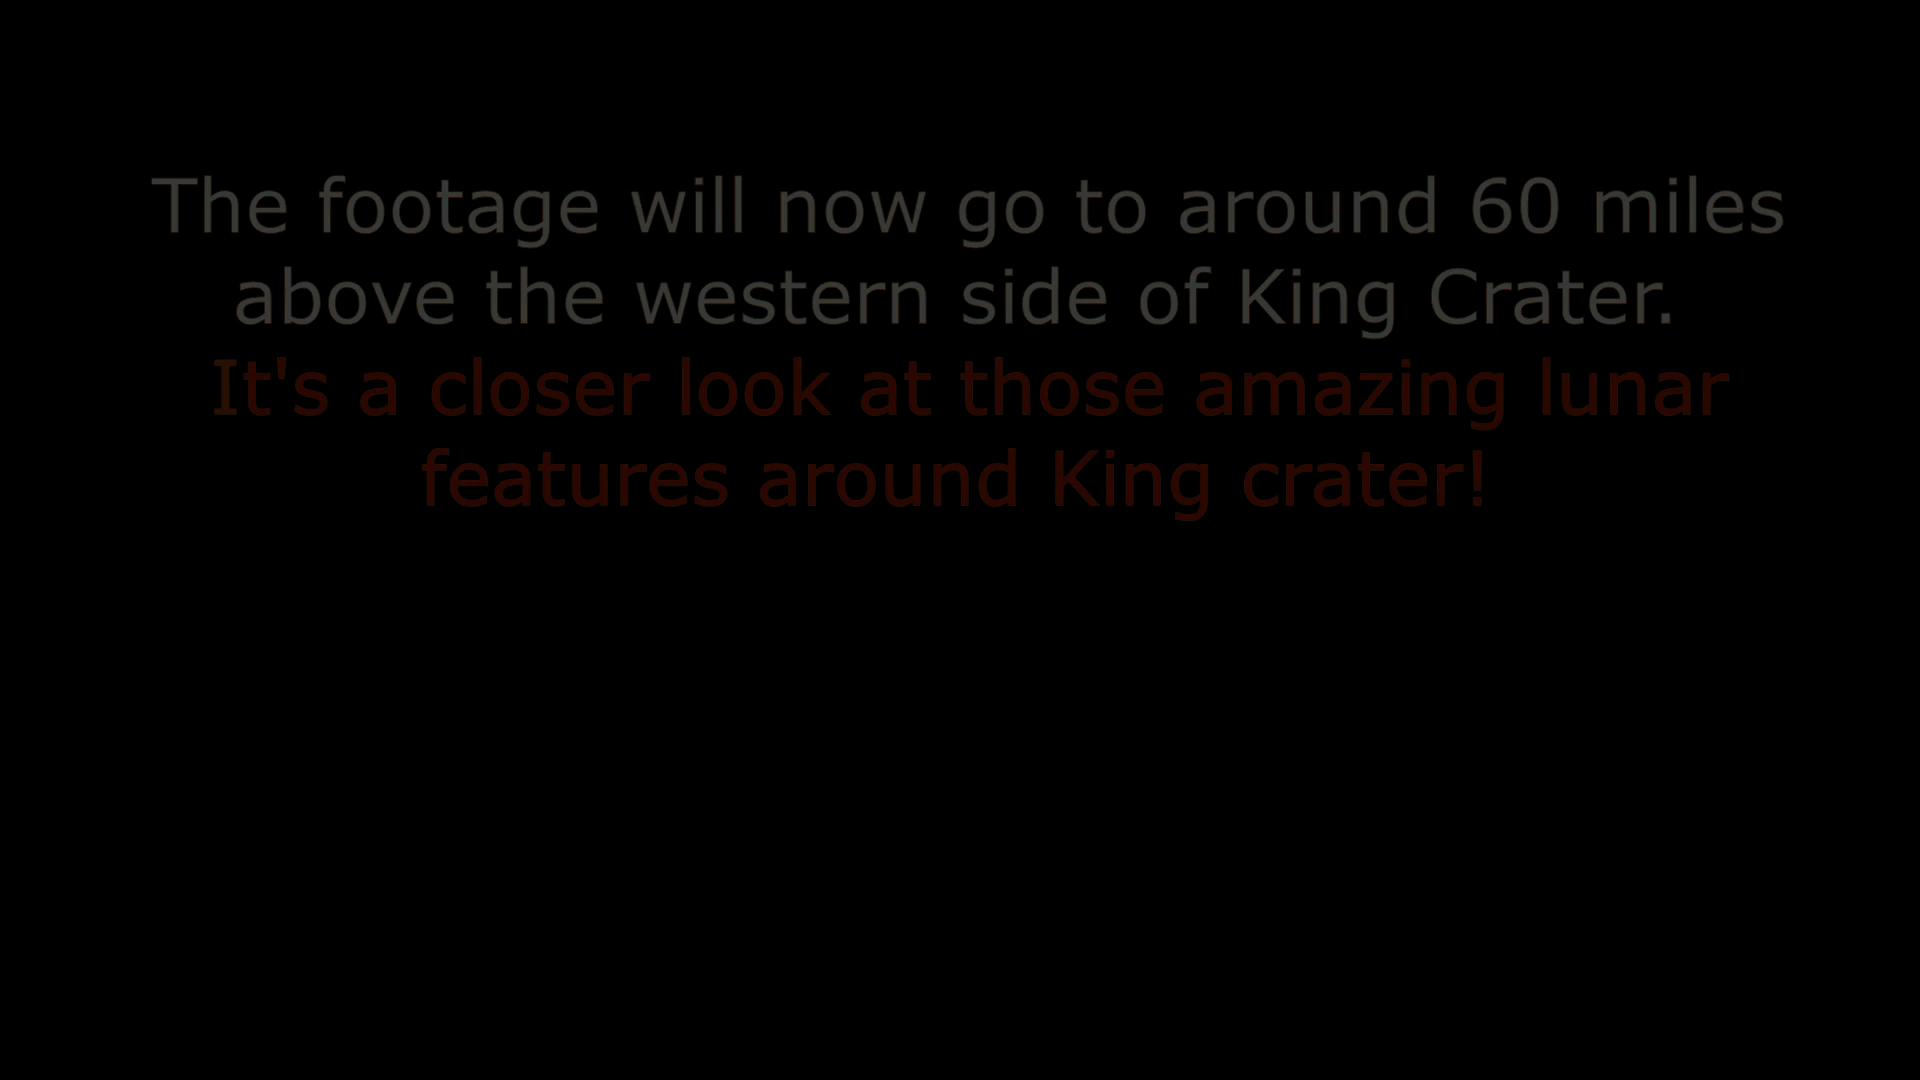 The footage will now go to around 60 miles
above the western side of King Crater.
It's a closer look at those amazing lunar
features around King crater!